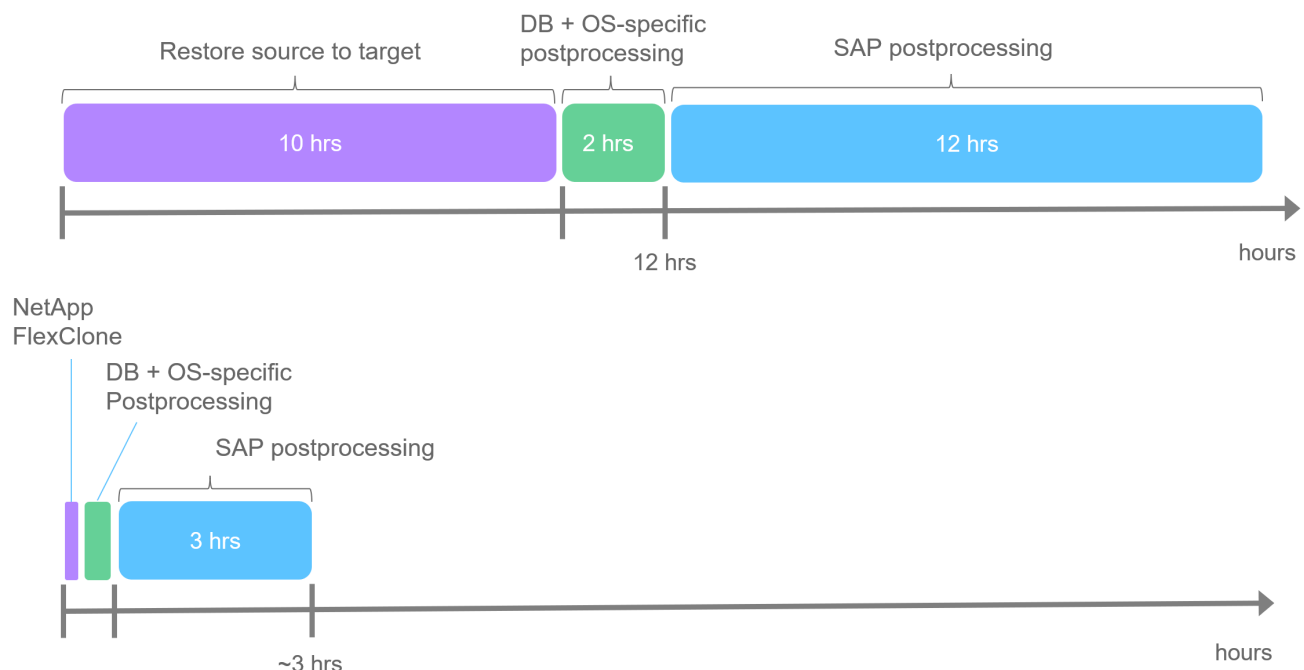 Restore source to target
DB + OS-specific
postprocessing
SAP postprocessing
10 hrs
2 hrs
12 hrs
12 hrs
hours
NetApp
FlexClone
DB + OS-specific
Postprocessing
SAP postprocessing
3 hrs
~3 hrs
hours